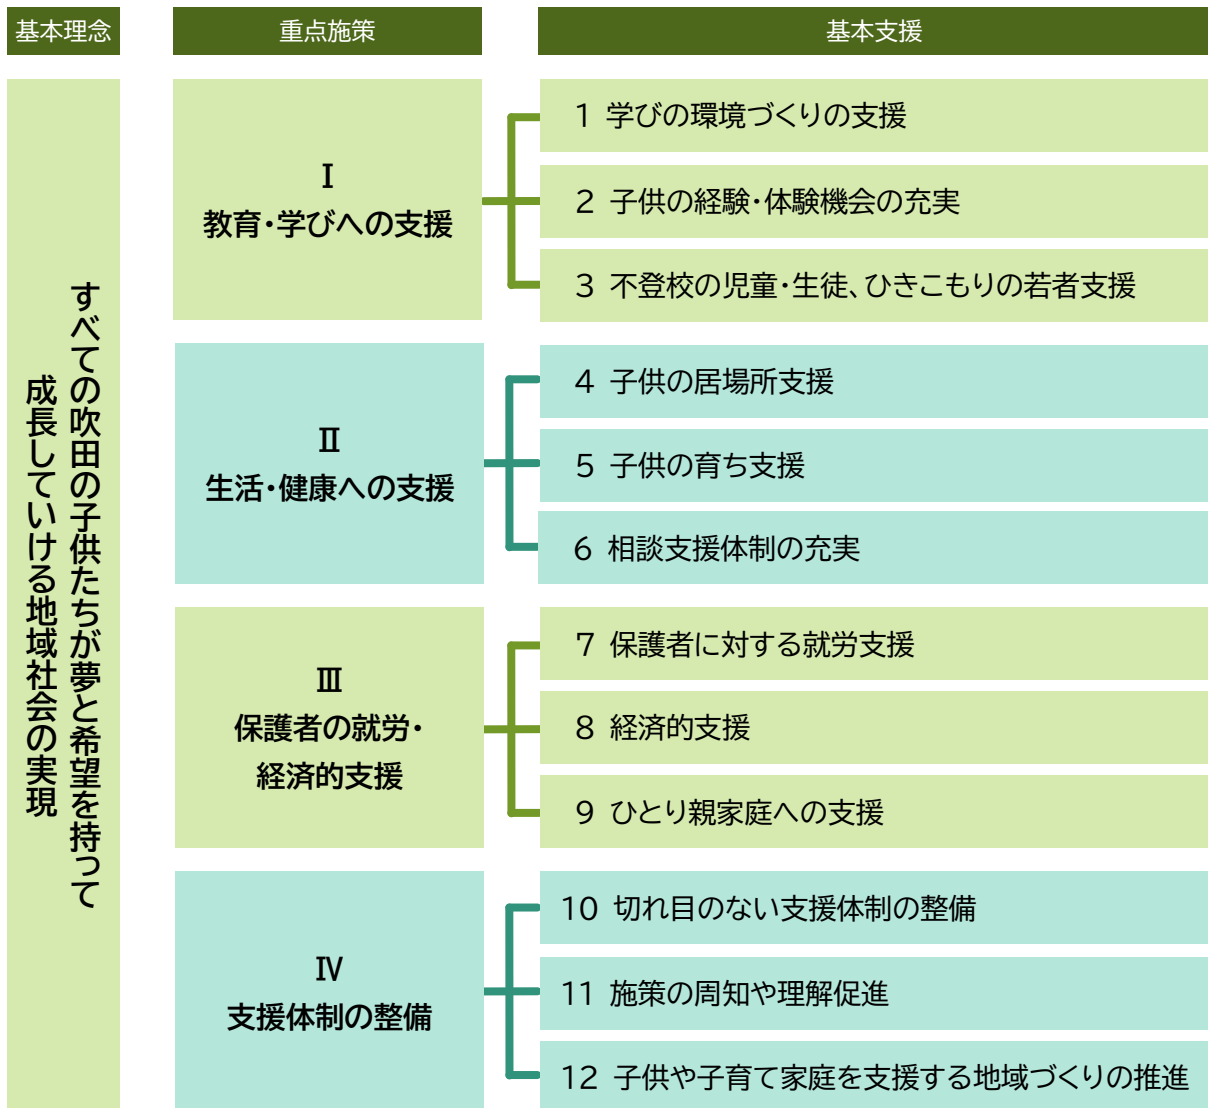 基本理念
重点施策
基本支援
すべての吹田の子供たちが夢と希望を持って
成長していける地域社会の実現
Ⅰ
教育・学びへの支援
1 学びの環境づくりの支援
2 子供の経験・体験機会の充実
3 不登校の児童・生徒、ひきこもりの若者支援
Ⅱ
生活・健康への支援
4 子供の居場所支援
5 子供の育ち支援
6 相談支援体制の充実
Ⅲ
保護者の就労・
経済的支援
7 保護者に対する就労支援
8 経済的支援
9 ひとり親家庭への支援
Ⅳ
支援体制の整備
10 切れ目のない支援体制の整備
11 施策の周知や理解促進
12 子供や子育て家庭を支援する地域づくりの推進